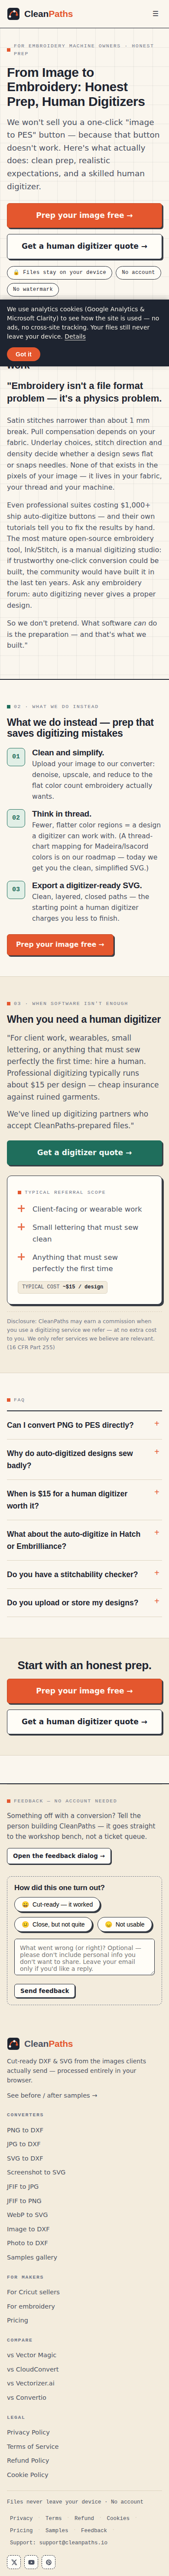 CleanPaths
☰
FOR EMBROIDERY MACHINE OWNERS · HONEST
PREP
From Image to
Embroidery: Honest
Prep, Human Digitizers
We won't sell you a one-click "image
to PES" button — because that button
doesn't work. Here's what actually
does: clean prep, realistic
expectations, and a skilled human
digitizer.
Prep your image free →
Get a human digitizer quote →
🔒 Files stay on your device
No account
No watermark
We use analytics cookies (Google Analytics &
Microsoft Clarity) to see how the site is used — no
ads, no cross-site tracking. Your files still never
leave your device. Details
Got it
work
"Embroidery isn't a file format
problem — it's a physics problem.
Satin stitches narrower than about 1 mm
break. Pull compensation depends on your
fabric. Underlay choices, stitch direction and
density decide whether a design sews flat
or snaps needles. None of that exists in the
pixels of your image — it lives in your fabric,
your thread and your machine.
Even professional suites costing $1,000+
ship auto-digitize buttons — and their own
tutorials tell you to fix the results by hand.
The most mature open-source embroidery
tool, Ink/Stitch, is a manual digitizing studio:
if trustworthy one-click conversion could be
built, the community would have built it in
the last ten years. Ask any embroidery
forum: auto digitizing never gives a proper
design.
So we don't pretend. What software can do
is the preparation — and that's what we
built."
02 · WHAT WE DO INSTEAD
What we do instead — prep that
saves digitizing mistakes
01
Clean and simplify.
Upload your image to our converter:
denoise, upscale, and reduce to the
flat color count embroidery actually
wants.
02
Think in thread.
Fewer, flatter color regions = a design
a digitizer can work with. (A thread-
chart mapping for Madeira/Isacord
colors is on our roadmap — today we
get you the clean, simplified SVG.)
03
Export a digitizer-ready SVG.
Clean, layered, closed paths — the
starting point a human digitizer
charges you less to finish.
Prep your image free →
03 · WHEN SOFTWARE ISN'T ENOUGH
When you need a human digitizer
"For client work, wearables, small
lettering, or anything that must sew
perfectly the first time: hire a human.
Professional digitizing typically runs
about $15 per design — cheap insurance
against ruined garments.
We've lined up digitizing partners who
accept CleanPaths-prepared files."
Get a digitizer quote →
TYPICAL REFERRAL SCOPE
Client-facing or wearable work
Small lettering that must sew
clean
Anything that must sew
perfectly the first time
TYPICAL COST ~$15 / design
Disclosure: CleanPaths may earn a commission when
you use a digitizing service we refer — at no extra cost
to you. We only refer services we believe are relevant.
(16 CFR Part 255)
FAQ
Can I convert PNG to PES directly? +
Why do auto-digitized designs sew
badly? +
When is $15 for a human digitizer
worth it? +
What about the auto-digitize in Hatch
or Embrilliance? +
Do you have a stitchability checker? +
Do you upload or store my designs? +
Start with an honest prep.
Prep your image free →
Get a human digitizer quote →
FEEDBACK — NO ACCOUNT NEEDED
Something off with a conversion? Tell the
person building CleanPaths — it goes straight
to the workshop bench, not a ticket queue.
Open the feedback dialog →
How did this one turn out?
😀 Cut-ready — it worked
😐 Close, but not quite
😞 Not usable
What went wrong (or right)? Optional —
please don't include personal info you
don't want to share. Leave your email
only if you'd like a reply.
Send feedback
CleanPaths
Cut-ready DXF & SVG from the images clients
actually send — processed entirely in your
browser.
See before / after samples →
CONVERTERS
PNG to DXF
JPG to DXF
SVG to DXF
Screenshot to SVG
JFIF to JPG
JFIF to PNG
WebP to SVG
Image to DXF
Photo to DXF
Samples gallery
FOR MAKERS
For Cricut sellers
For embroidery
Pricing
COMPARE
vs Vector Magic
vs CloudConvert
vs Vectorizer.ai
vs Convertio
LEGAL
Privacy Policy
Terms of Service
Refund Policy
Cookie Policy
Files never leave your device · No account
Privacy Terms Refund Cookies
Pricing Samples Feedback
Support: support@cleanpaths.io